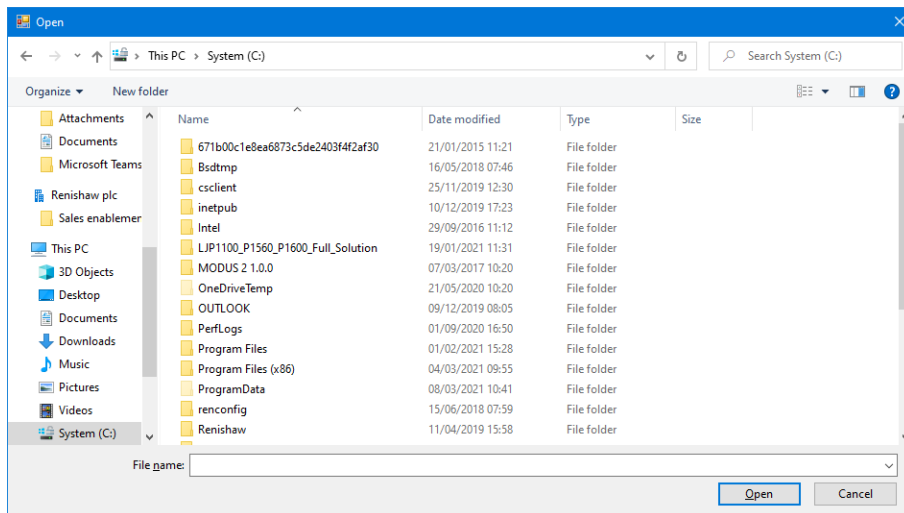 Open
This PC > System (C:)
Search System (C:)
Organize
New folder
Attachments
Documents
Microsoft Teams
Renishaw plc
Sales enablemer
This PC
3D Objects
Desktop
Documents
Downloads
Music
Pictures
Videos
System (C:)
Name Date modified Type Size
671b00c1e8ea6873c5de2403f4f2af30 21/01/2015 11:21 File folder
Bsdtmp 16/05/2018 07:46 File folder
csclient 25/11/2019 12:30 File folder
inetpub 10/12/2019 17:23 File folder
Intel 29/09/2016 11:12 File folder
LJP1100_P1560_P1600_Full_Solution 19/01/2021 11:31 File folder
MODUS 2 1.0.0 07/03/2017 10:20 File folder
OneDriveTemp 21/05/2020 10:20 File folder
OUTLOOK 09/12/2019 08:05 File folder
PerfLogs 01/09/2020 16:50 File folder
Program Files 01/02/2021 15:28 File folder
Program Files (x86) 04/03/2021 09:55 File folder
ProgramData 08/03/2021 10:41 File folder
renconfig 15/06/2018 07:59 File folder
Renishaw 11/04/2019 15:58 File folder
File name:
Open Cancel